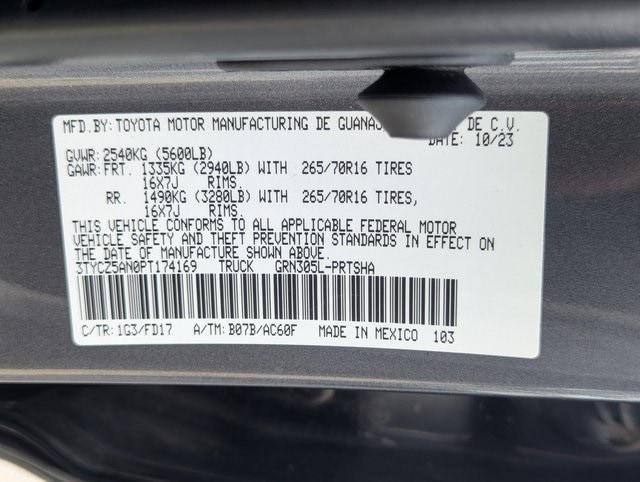 MFD.BY: TOYOTA MOTOR MANUFACTURING DE DE C.V.
DATE: 10/23
GVWR: 2540KG (5600LB)
GAWR: FRT. 1335KG (2940LB) WITH 265/70R16 TIRES
16X7J RIMS.
RR. 1490KG (3280LB) WITH 265/70R16 TIRES,
16X7J RIMS.
THIS VEHICLE CONFORMS TO ALL APPLICABLE FEDERAL MOTOR
VEHICLE SAFETY AND THEFT PREVENTION STANDARDS IN EFFECT ON
THE DATE OF MANUFACTURE SHOWN ABOVE.
3TYCZ5AN0PT174169 TRUCK GRN305L-PRTSHA
C/TR: 1G3/FD17 A/TM: B07B/AC60F MADE IN MEXICO 103